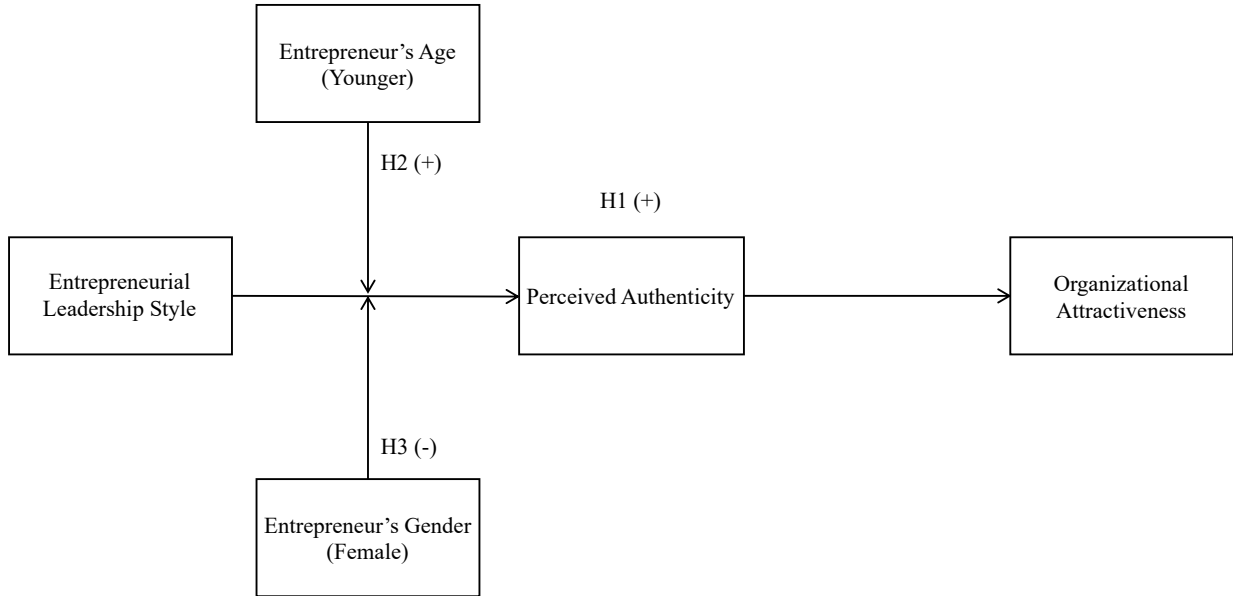 Entrepreneur’s Age
(Younger)
H2 (+)
H1 (+)
Entrepreneurial
Leadership Style
Perceived Authenticity
Organizational
Attractiveness
H3 (-)
Entrepreneur’s Gender
(Female)